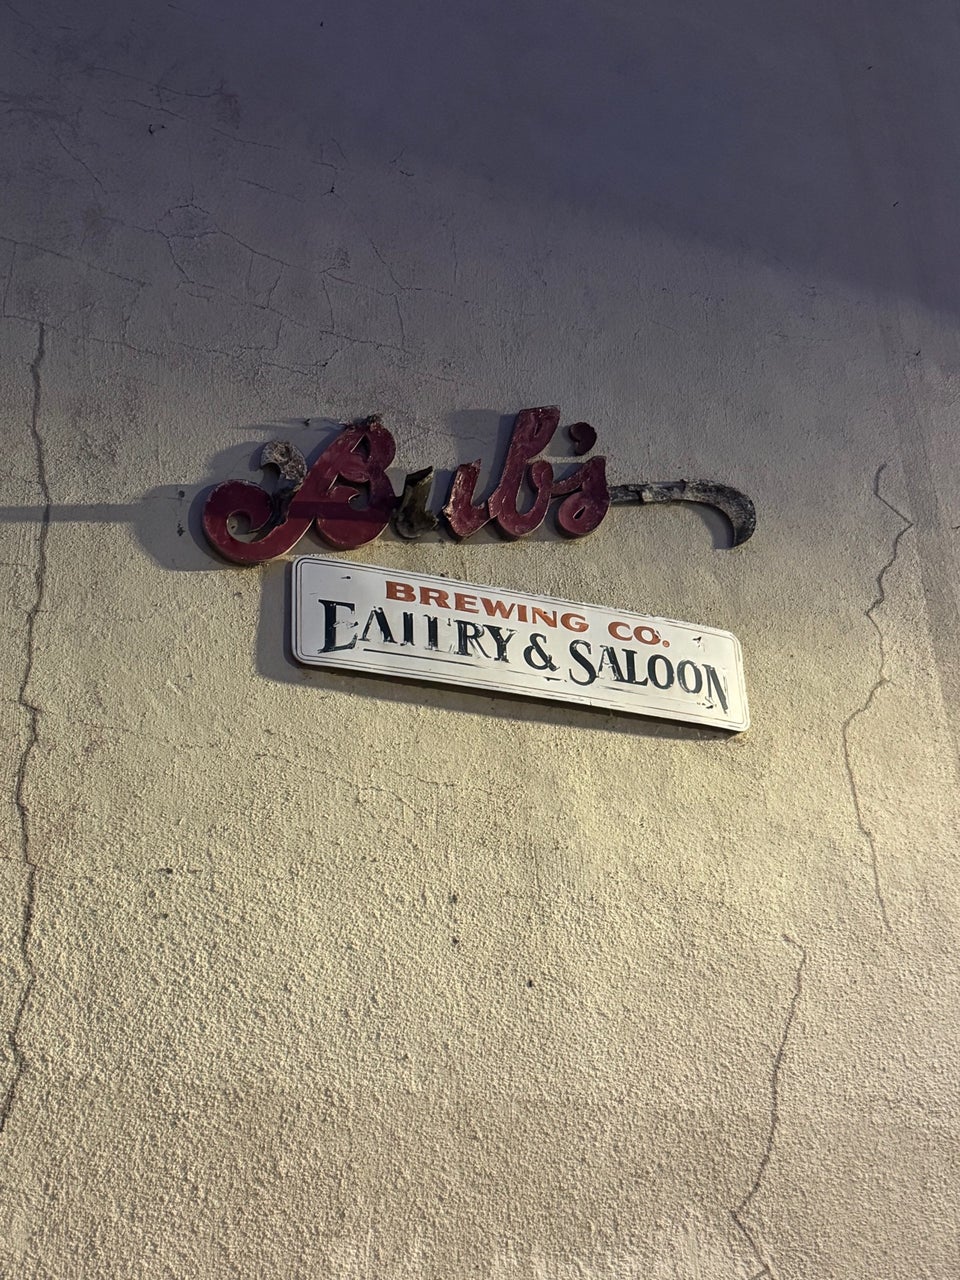 Bub's
BREWING CO.
EATERY & SALOON